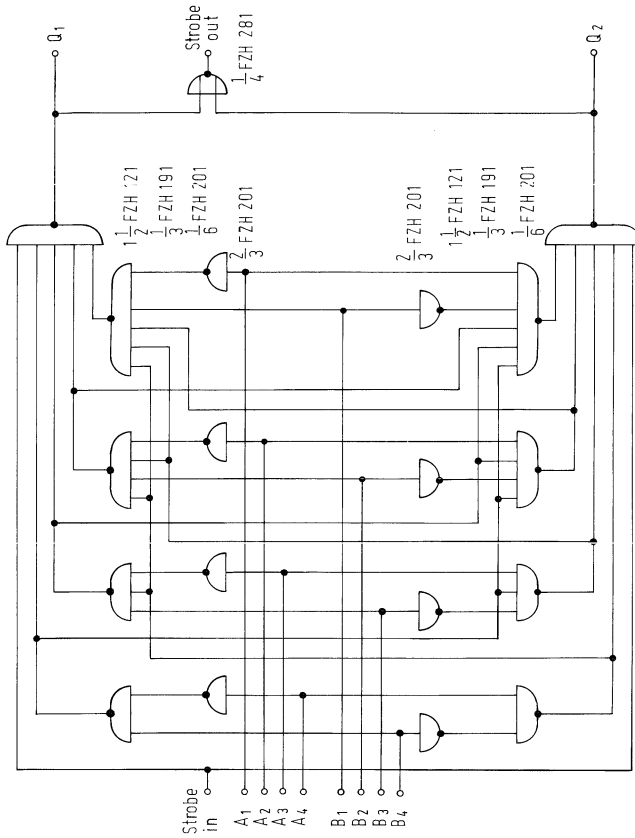 Q1
Strobe
out
1/4 FZH 281
1 1/2 FZH 121
1/3 FZH 191
1/6 FZH 201
2/3 FZH 201
2/3 FZH 201
1 1/2 FZH 121
1/3 FZH 191
1/6 FZH 201
Q2
Strobe
in
A1
A2
A3
A4
B1
B2
B3
B4